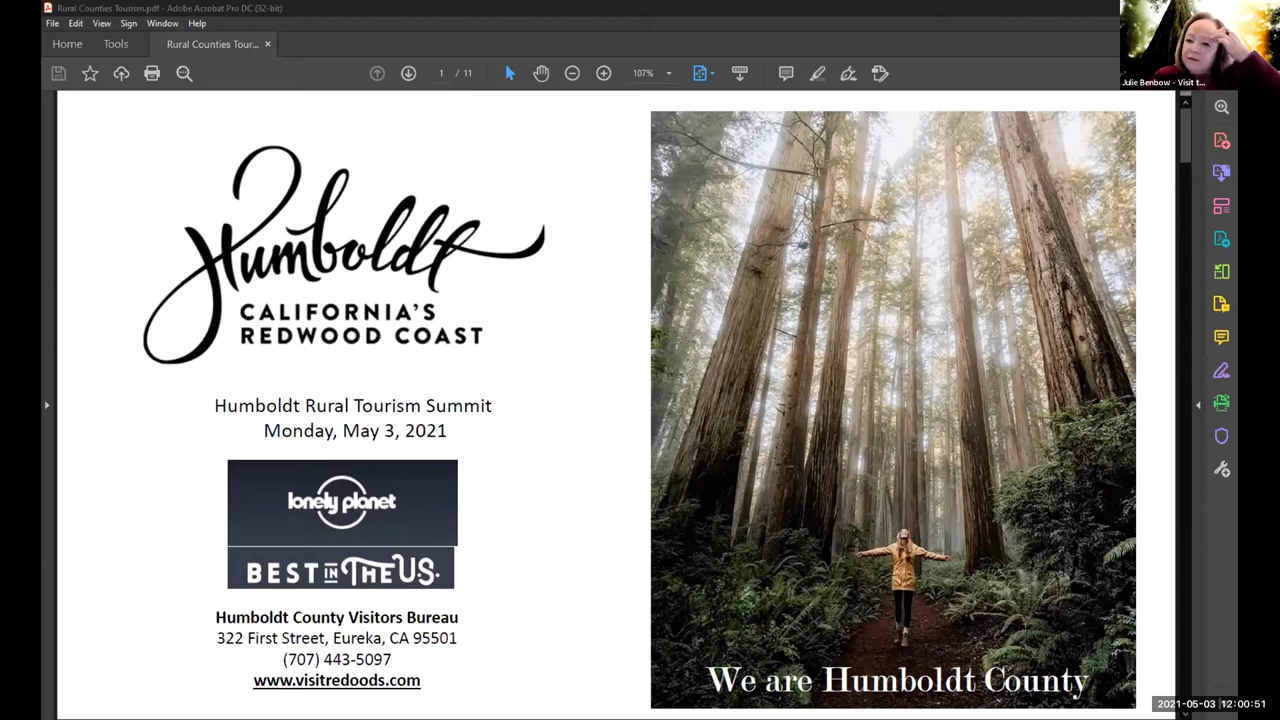 Rural Counties Tourism.pdf - Adobe Acrobat Pro DC (32-bit)
File Edit View Sign Window Help
Home Tools Rural Counties Tour... ×
1 / 11 107%
Julie Benbow - Visit t...
Humboldt
CALIFORNIA'S
REDWOOD COAST
Humboldt Rural Tourism Summit
Monday, May 3, 2021
lonely planet
BEST IN THE US.
Humboldt County Visitors Bureau
322 First Street, Eureka, CA 95501
(707) 443-5097
www.visitredoods.com
We are Humboldt County
2021-05-03 12:00:51